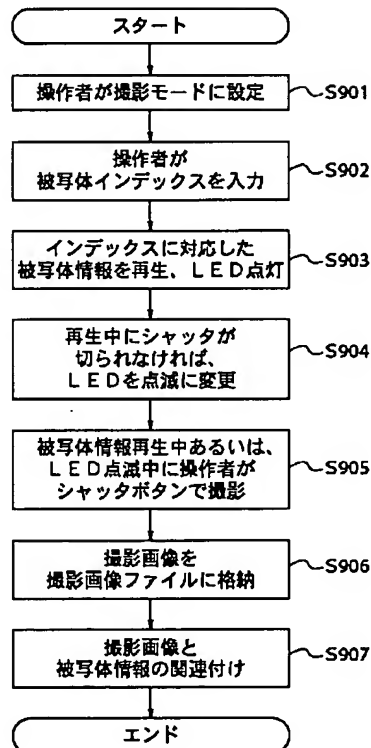 スタート
操作者が撮影モードに設定
S901
操作者が
被写体インデックスを入力
S902
インデックスに対応した
被写体情報を再生、LED点灯
S903
再生中にシャッタが
切られなければ、
LEDを点滅に変更
S904
被写体情報再生中あるいは、
LED点滅中に操作者が
シャッタボタンで撮影
S905
撮影画像を
撮影画像ファイルに格納
S906
撮影画像と
被写体情報の関連付け
S907
エンド